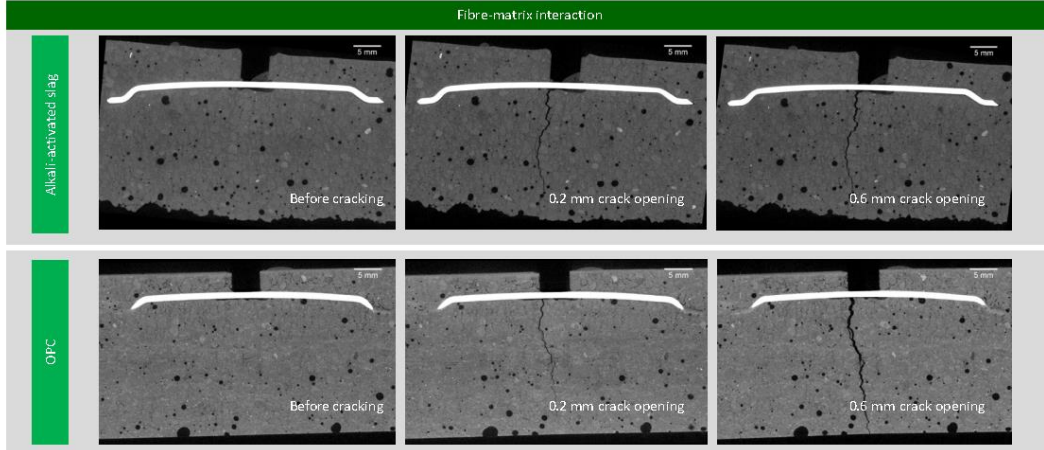 Fibre-matrix interaction
Alkali-activated slag
5 mm
Before cracking
5 mm
0.2 mm crack opening
5 mm
0.6 mm crack opening
OPC
5 mm
Before cracking
5 mm
0.2 mm crack opening
5 mm
0.6 mm crack opening